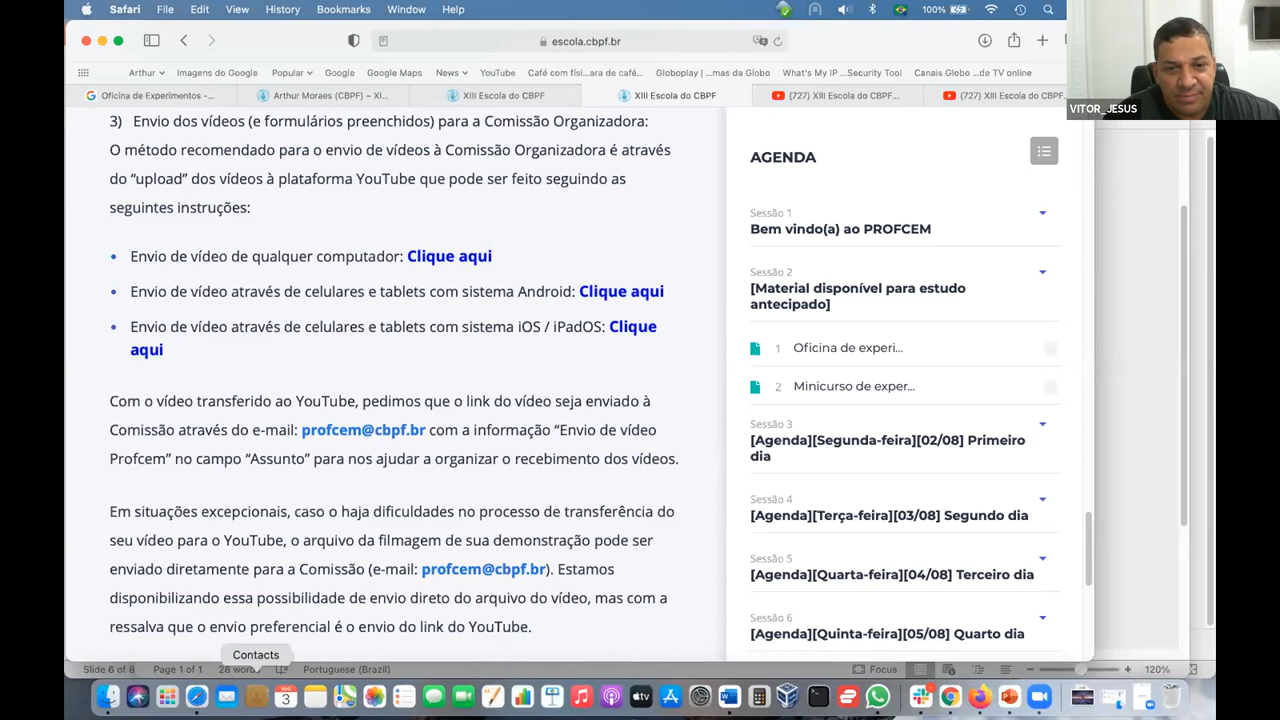 Safari File Edit View History Bookmarks Window Help 100%
escola.cbpf.br
Arthur Imagens do Google Popular Google Google Maps News YouTube Café com físi...ara de café... Globoplay |...mas da Globo What's My IP ...Security Tool Canais Globo ...de TV online
Oficina de Experimentos -... Arthur Moraes (CBPF) – XI... XIII Escola do CBPF XIII Escola do CBPF (727) XIII Escola do CBPF... (727) XIII Escola do CBPF...
VITOR_JESUS
3) Envio dos vídeos (e formulários preenchidos) para a Comissão Organizadora:
O método recomendado para o envio de vídeos à Comissão Organizadora é através
do “upload” dos vídeos à plataforma YouTube que pode ser feito seguindo as
seguintes instruções:
Envio de vídeo de qualquer computador: Clique aqui
Envio de vídeo através de celulares e tablets com sistema Android: Clique aqui
Envio de vídeo através de celulares e tablets com sistema iOS / iPadOS: Clique
aqui
Com o vídeo transferido ao YouTube, pedimos que o link do vídeo seja enviado à
Comissão através do e-mail: profcem@cbpf.br com a informação “Envio de vídeo
Profcem” no campo “Assunto” para nos ajudar a organizar o recebimento dos vídeos.
Em situações excepcionais, caso o haja dificuldades no processo de transferência do
seu vídeo para o YouTube, o arquivo da filmagem de sua demonstração pode ser
enviado diretamente para a Comissão (e-mail: profcem@cbpf.br). Estamos
disponibilizando essa possibilidade de envio direto do arquivo do vídeo, mas com a
ressalva que o envio preferencial é o envio do link do YouTube.
AGENDA
Sessão 1
Bem vindo(a) ao PROFCEM
Sessão 2
[Material disponível para estudo
antecipado]
1 Oficina de experi...
2 Minicurso de exper...
Sessão 3
[Agenda][Segunda-feira][02/08] Primeiro
dia
Sessão 4
[Agenda][Terça-feira][03/08] Segundo dia
Sessão 5
[Agenda][Quarta-feira][04/08] Terceiro dia
Sessão 6
[Agenda][Quinta-feira][05/08] Quarto dia
Contacts
Slide 6 of 8 Page 1 of 1 28 words Portuguese (Brazil) Focus 120%
AUG
3
tv